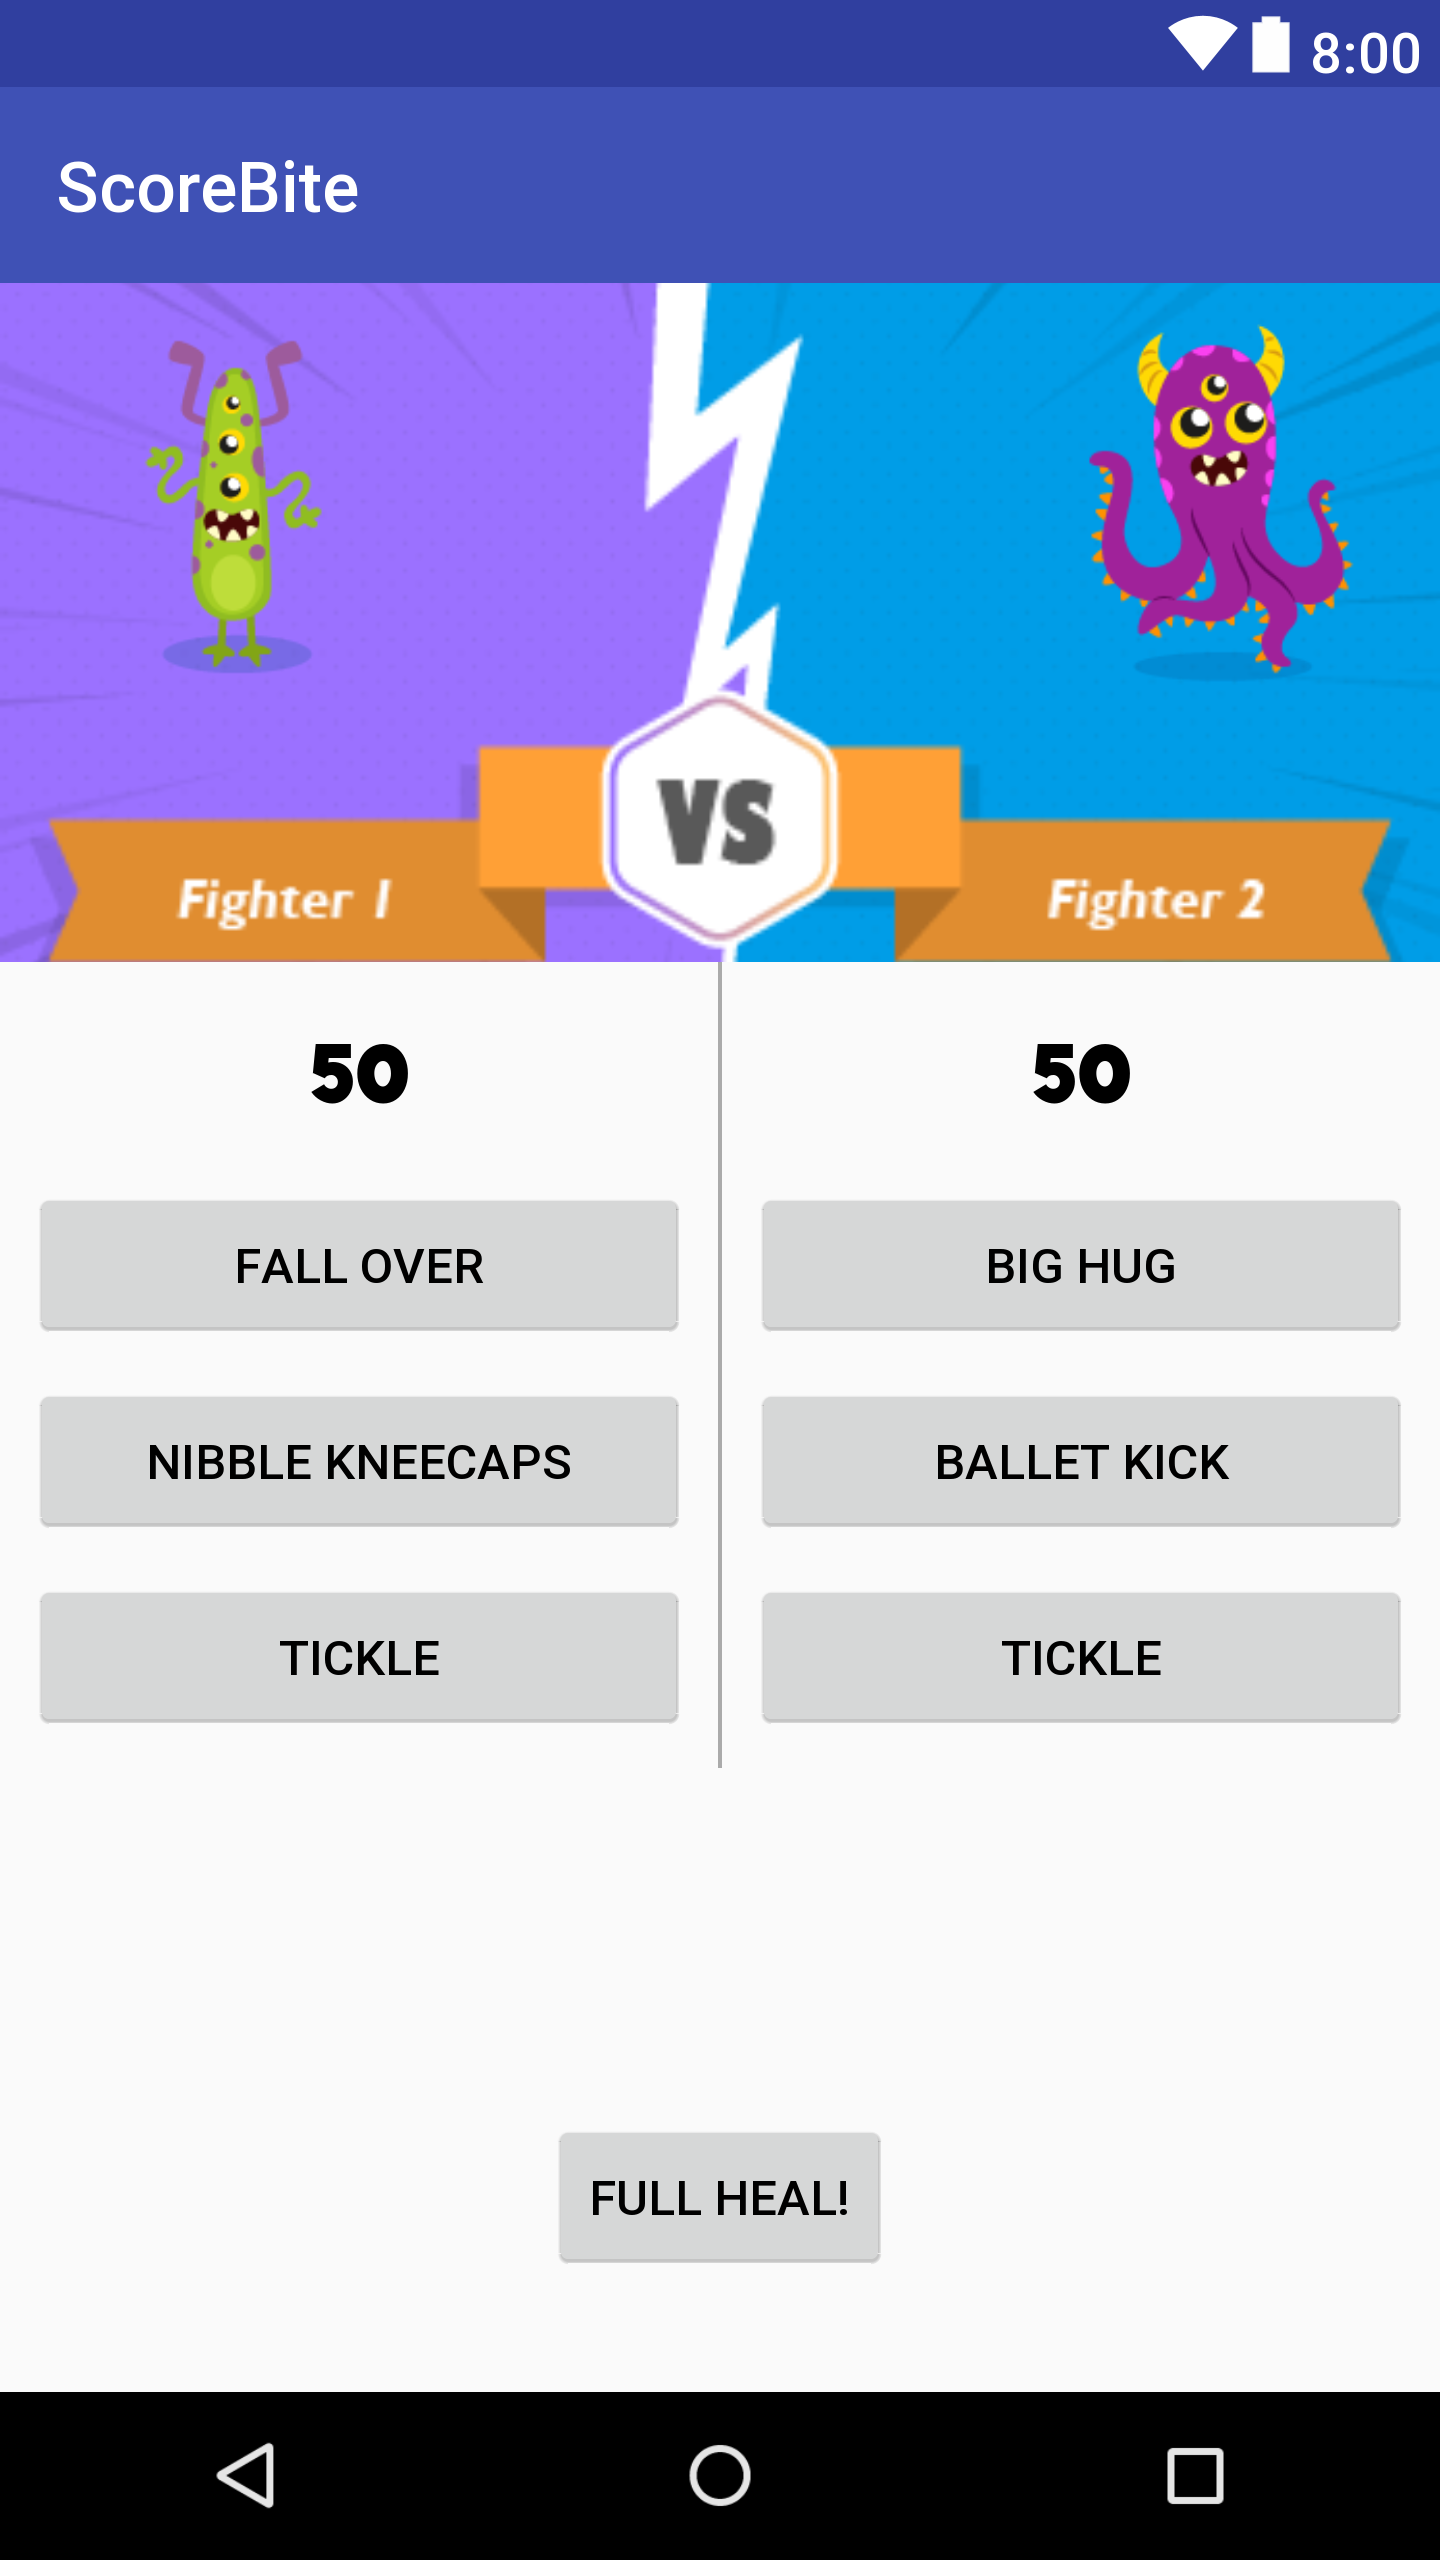 8:00
ScoreBite
VS
Fighter 1
Fighter 2
50
50
FALL OVER
BIG HUG
NIBBLE KNEECAPS
BALLET KICK
TICKLE
TICKLE
FULL HEAL!